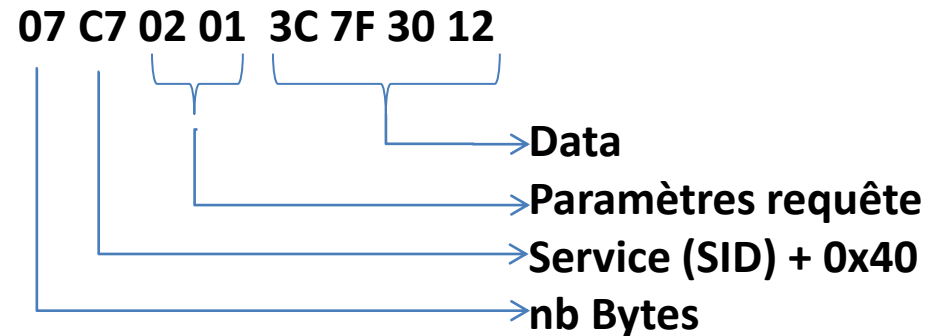 07 C7 02 01 3C 7F 30 12
Data
Paramètres requête
Service (SID) + 0x40
nb Bytes